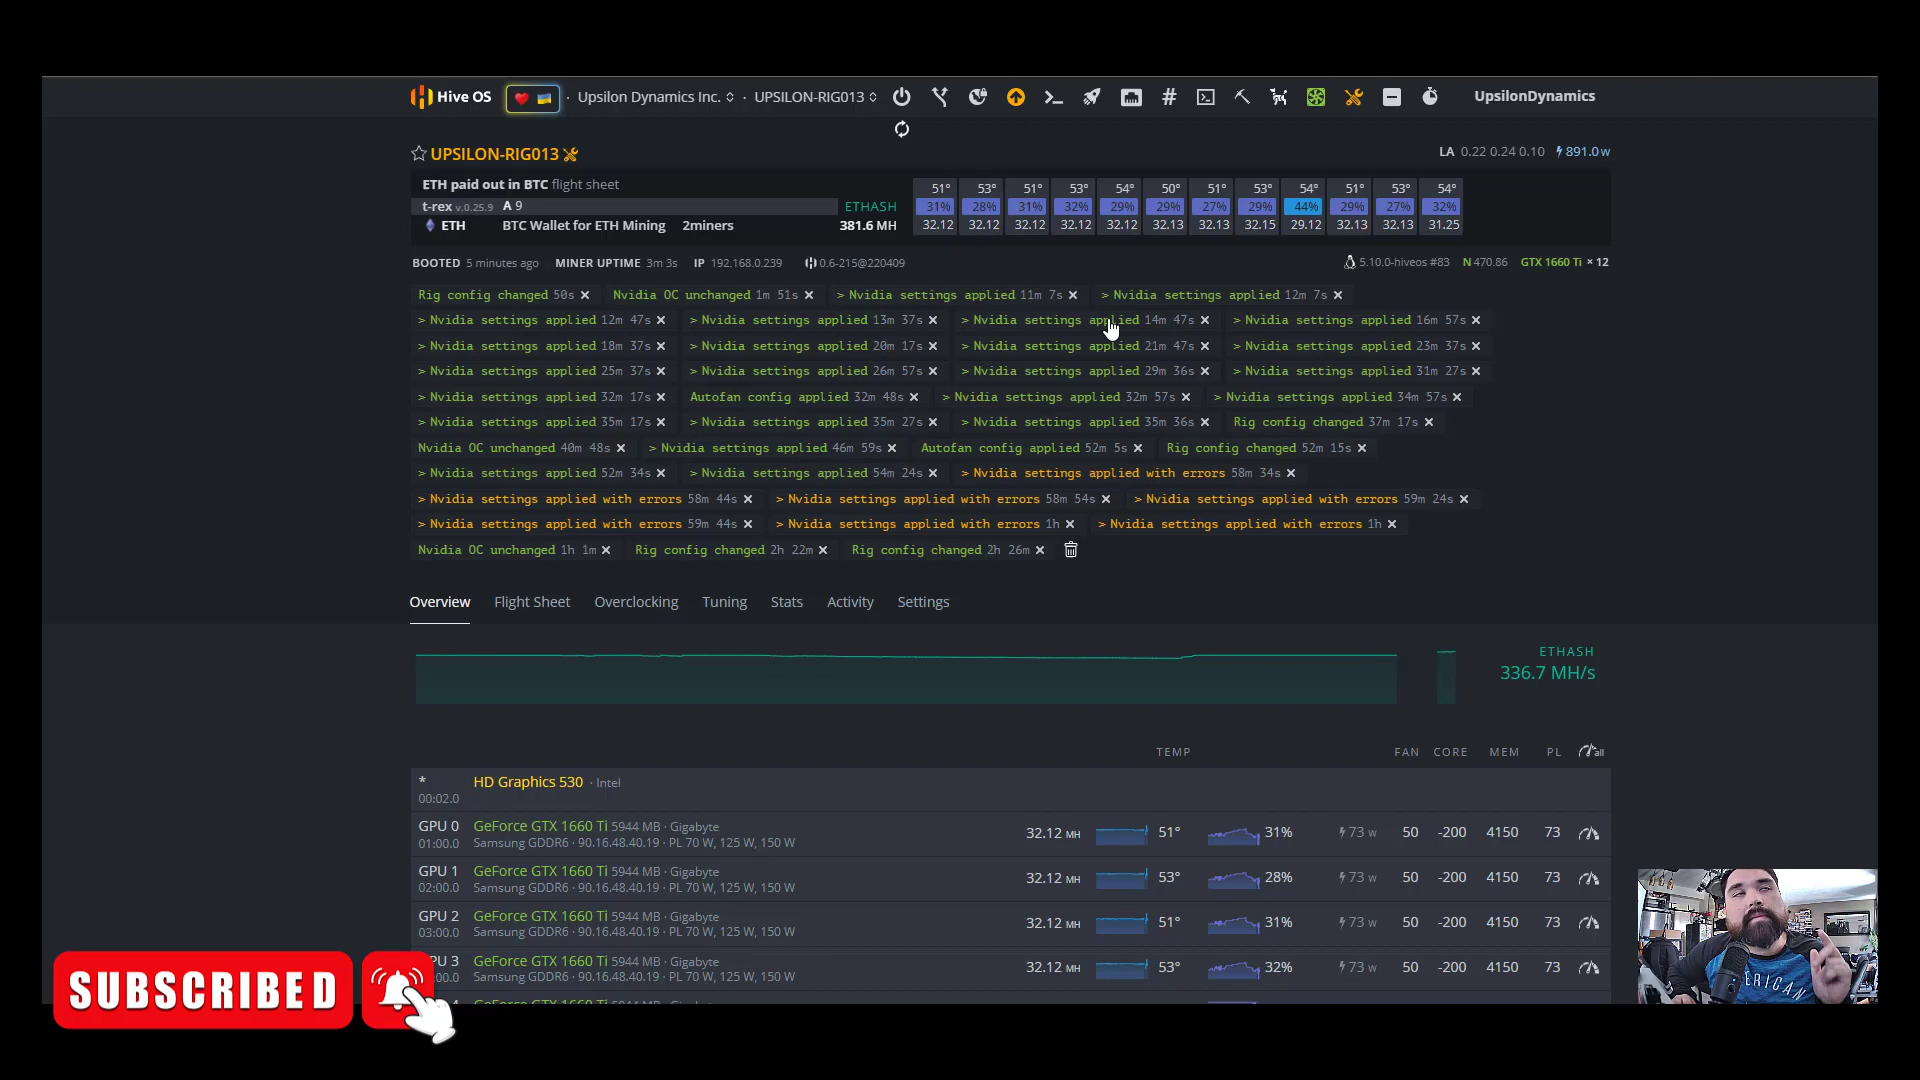 Hive OS · Upsilon Dynamics Inc. · UPSILON-RIG013 UpsilonDynamics
UPSILON-RIG013 LA 0.22 0.24 0.10 891.0 w
ETH paid out in BTC flight sheet 51° 53° 51° 53° 54° 50° 51° 53° 54° 51° 53° 54°
t-rex v.0.25.9 A 9 ETHASH 31% 28% 31% 32% 29% 29% 27% 29% 44% 29% 27% 32%
ETH BTC Wallet for ETH Mining 2miners 381.6 MH 32.12 32.12 32.12 32.12 32.12 32.13 32.13 32.15 29.12 32.13 32.13 31.25
BOOTED 5 minutes ago MINER UPTIME 3m 3s IP 192.168.0.239 0.6-215@220409 5.10.0-hiveos #83 N 470.86 GTX 1660 Ti × 12
Rig config changed 50s × Nvidia OC unchanged 1m 51s × > Nvidia settings applied 11m 7s × > Nvidia settings applied 12m 7s ×
> Nvidia settings applied 12m 47s × > Nvidia settings applied 13m 37s × > Nvidia settings applied 14m 47s × > Nvidia settings applied 16m 57s ×
> Nvidia settings applied 18m 37s × > Nvidia settings applied 20m 17s × > Nvidia settings applied 21m 47s × > Nvidia settings applied 23m 37s ×
> Nvidia settings applied 25m 37s × > Nvidia settings applied 26m 57s × > Nvidia settings applied 29m 36s × > Nvidia settings applied 31m 27s ×
> Nvidia settings applied 32m 17s × Autofan config applied 32m 48s × > Nvidia settings applied 32m 57s × > Nvidia settings applied 34m 57s ×
> Nvidia settings applied 35m 17s × > Nvidia settings applied 35m 27s × > Nvidia settings applied 35m 36s × Rig config changed 37m 17s ×
Nvidia OC unchanged 40m 48s × > Nvidia settings applied 46m 59s × Autofan config applied 52m 5s × Rig config changed 52m 15s ×
> Nvidia settings applied 52m 34s × > Nvidia settings applied 54m 24s × > Nvidia settings applied with errors 58m 34s ×
> Nvidia settings applied with errors 58m 44s × > Nvidia settings applied with errors 58m 54s × > Nvidia settings applied with errors 59m 24s ×
> Nvidia settings applied with errors 59m 44s × > Nvidia settings applied with errors 1h × > Nvidia settings applied with errors 1h ×
Nvidia OC unchanged 1h 1m × Rig config changed 2h 22m × Rig config changed 2h 26m ×
Overview Flight Sheet Overclocking Tuning Stats Activity Settings
ETHASH
336.7 MH/s
TEMP FAN CORE MEM PL all
* HD Graphics 530 · Intel
00:02.0
GPU 0 GeForce GTX 1660 Ti 5944 MB · Gigabyte 32.12 MH 51° 31% 73 w 50 -200 4150 73
01:00.0 Samsung GDDR6 · 90.16.48.40.19 · PL 70 W, 125 W, 150 W
GPU 1 GeForce GTX 1660 Ti 5944 MB · Gigabyte 32.12 MH 53° 28% 73 w 50 -200 4150 73
02:00.0 Samsung GDDR6 · 90.16.48.40.19 · PL 70 W, 125 W, 150 W
GPU 2 GeForce GTX 1660 Ti 5944 MB · Gigabyte 32.12 MH 51° 31% 73 w 50 -200 4150 73
03:00.0 Samsung GDDR6 · 90.16.48.40.19 · PL 70 W, 125 W, 150 W
PU 3 GeForce GTX 1660 Ti 5944 MB · Gigabyte 32.12 MH 53° 32% 73 w 50 -200 4150 73
:00.0 Samsung GDDR6 · 90.16.48.40.19 · PL 70 W, 125 W, 150 W
SUBSCRIBED
ERICAN